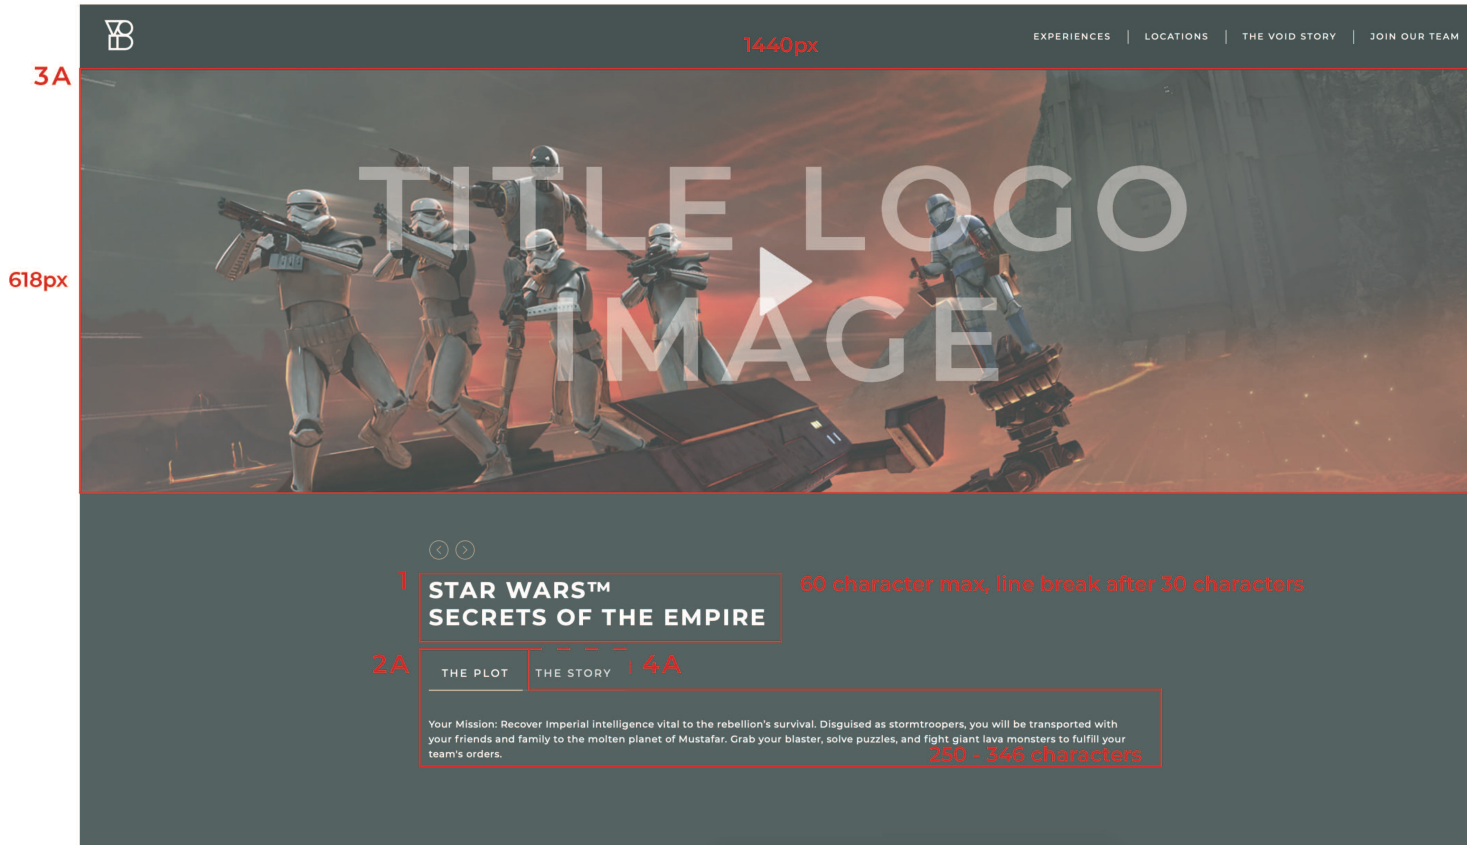 VOID
EXPERIENCES
LOCATIONS
THE VOID STORY
JOIN OUR TEAM
1440px
3A
TITLE LOGO
IMAGE
618px
1
STAR WARS™
SECRETS OF THE EMPIRE
60 character max, line break after 30 characters
2A
THE PLOT
THE STORY
4A
Your Mission: Recover Imperial intelligence vital to the rebellion's survival. Disguised as stormtroopers, you will be transported with
your friends and family to the molten planet of Mustafar. Grab your blaster, solve puzzles, and fight giant lava monsters to fulfill your
team's orders.
250 - 346 characters